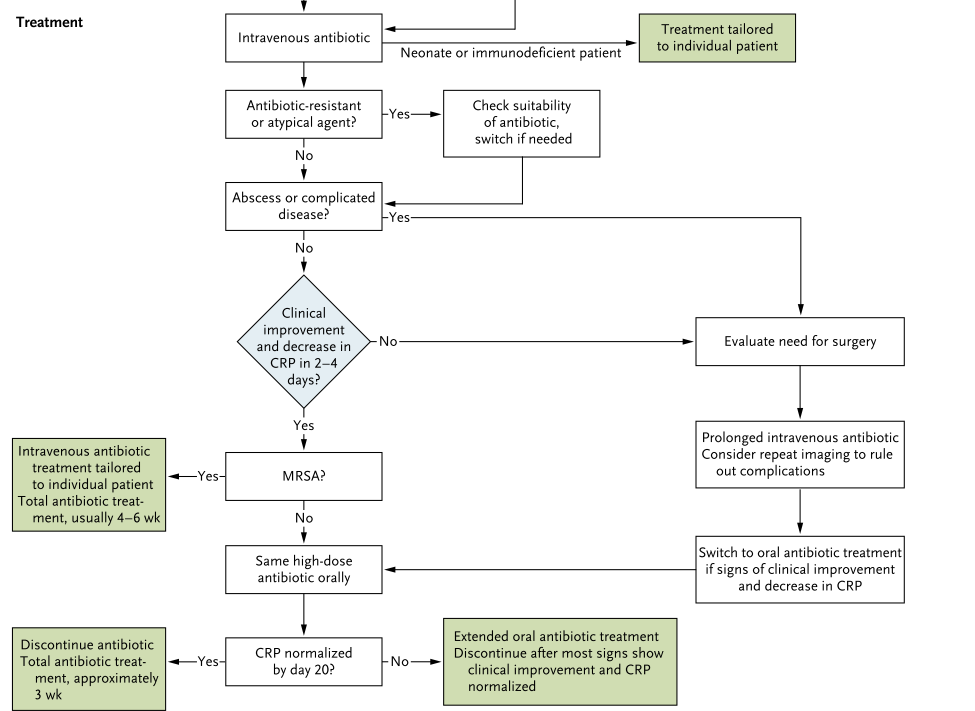 Treatment
Intravenous antibiotic
Neonate or immunodeficient patient
Treatment tailored
to individual patient
Antibiotic-resistant
or atypical agent?
Yes
Check suitability
of antibiotic,
switch if needed
No
Abscess or complicated
disease?
Yes
No
Clinical
improvement
and decrease in
CRP in 2–4
days?
No
Evaluate need for surgery
Yes
Prolonged intravenous antibiotic
Consider repeat imaging to rule
out complications
MRSA?
Yes
Intravenous antibiotic
treatment tailored
to individual patient
Total antibiotic treat-
ment, usually 4–6 wk
No
Switch to oral antibiotic treatment
if signs of clinical improvement
and decrease in CRP
Same high-dose
antibiotic orally
CRP normalized
by day 20?
Yes
Discontinue antibiotic
Total antibiotic treat-
ment, approximately
3 wk
No
Extended oral antibiotic treatment
Discontinue after most signs show
clinical improvement and CRP
normalized